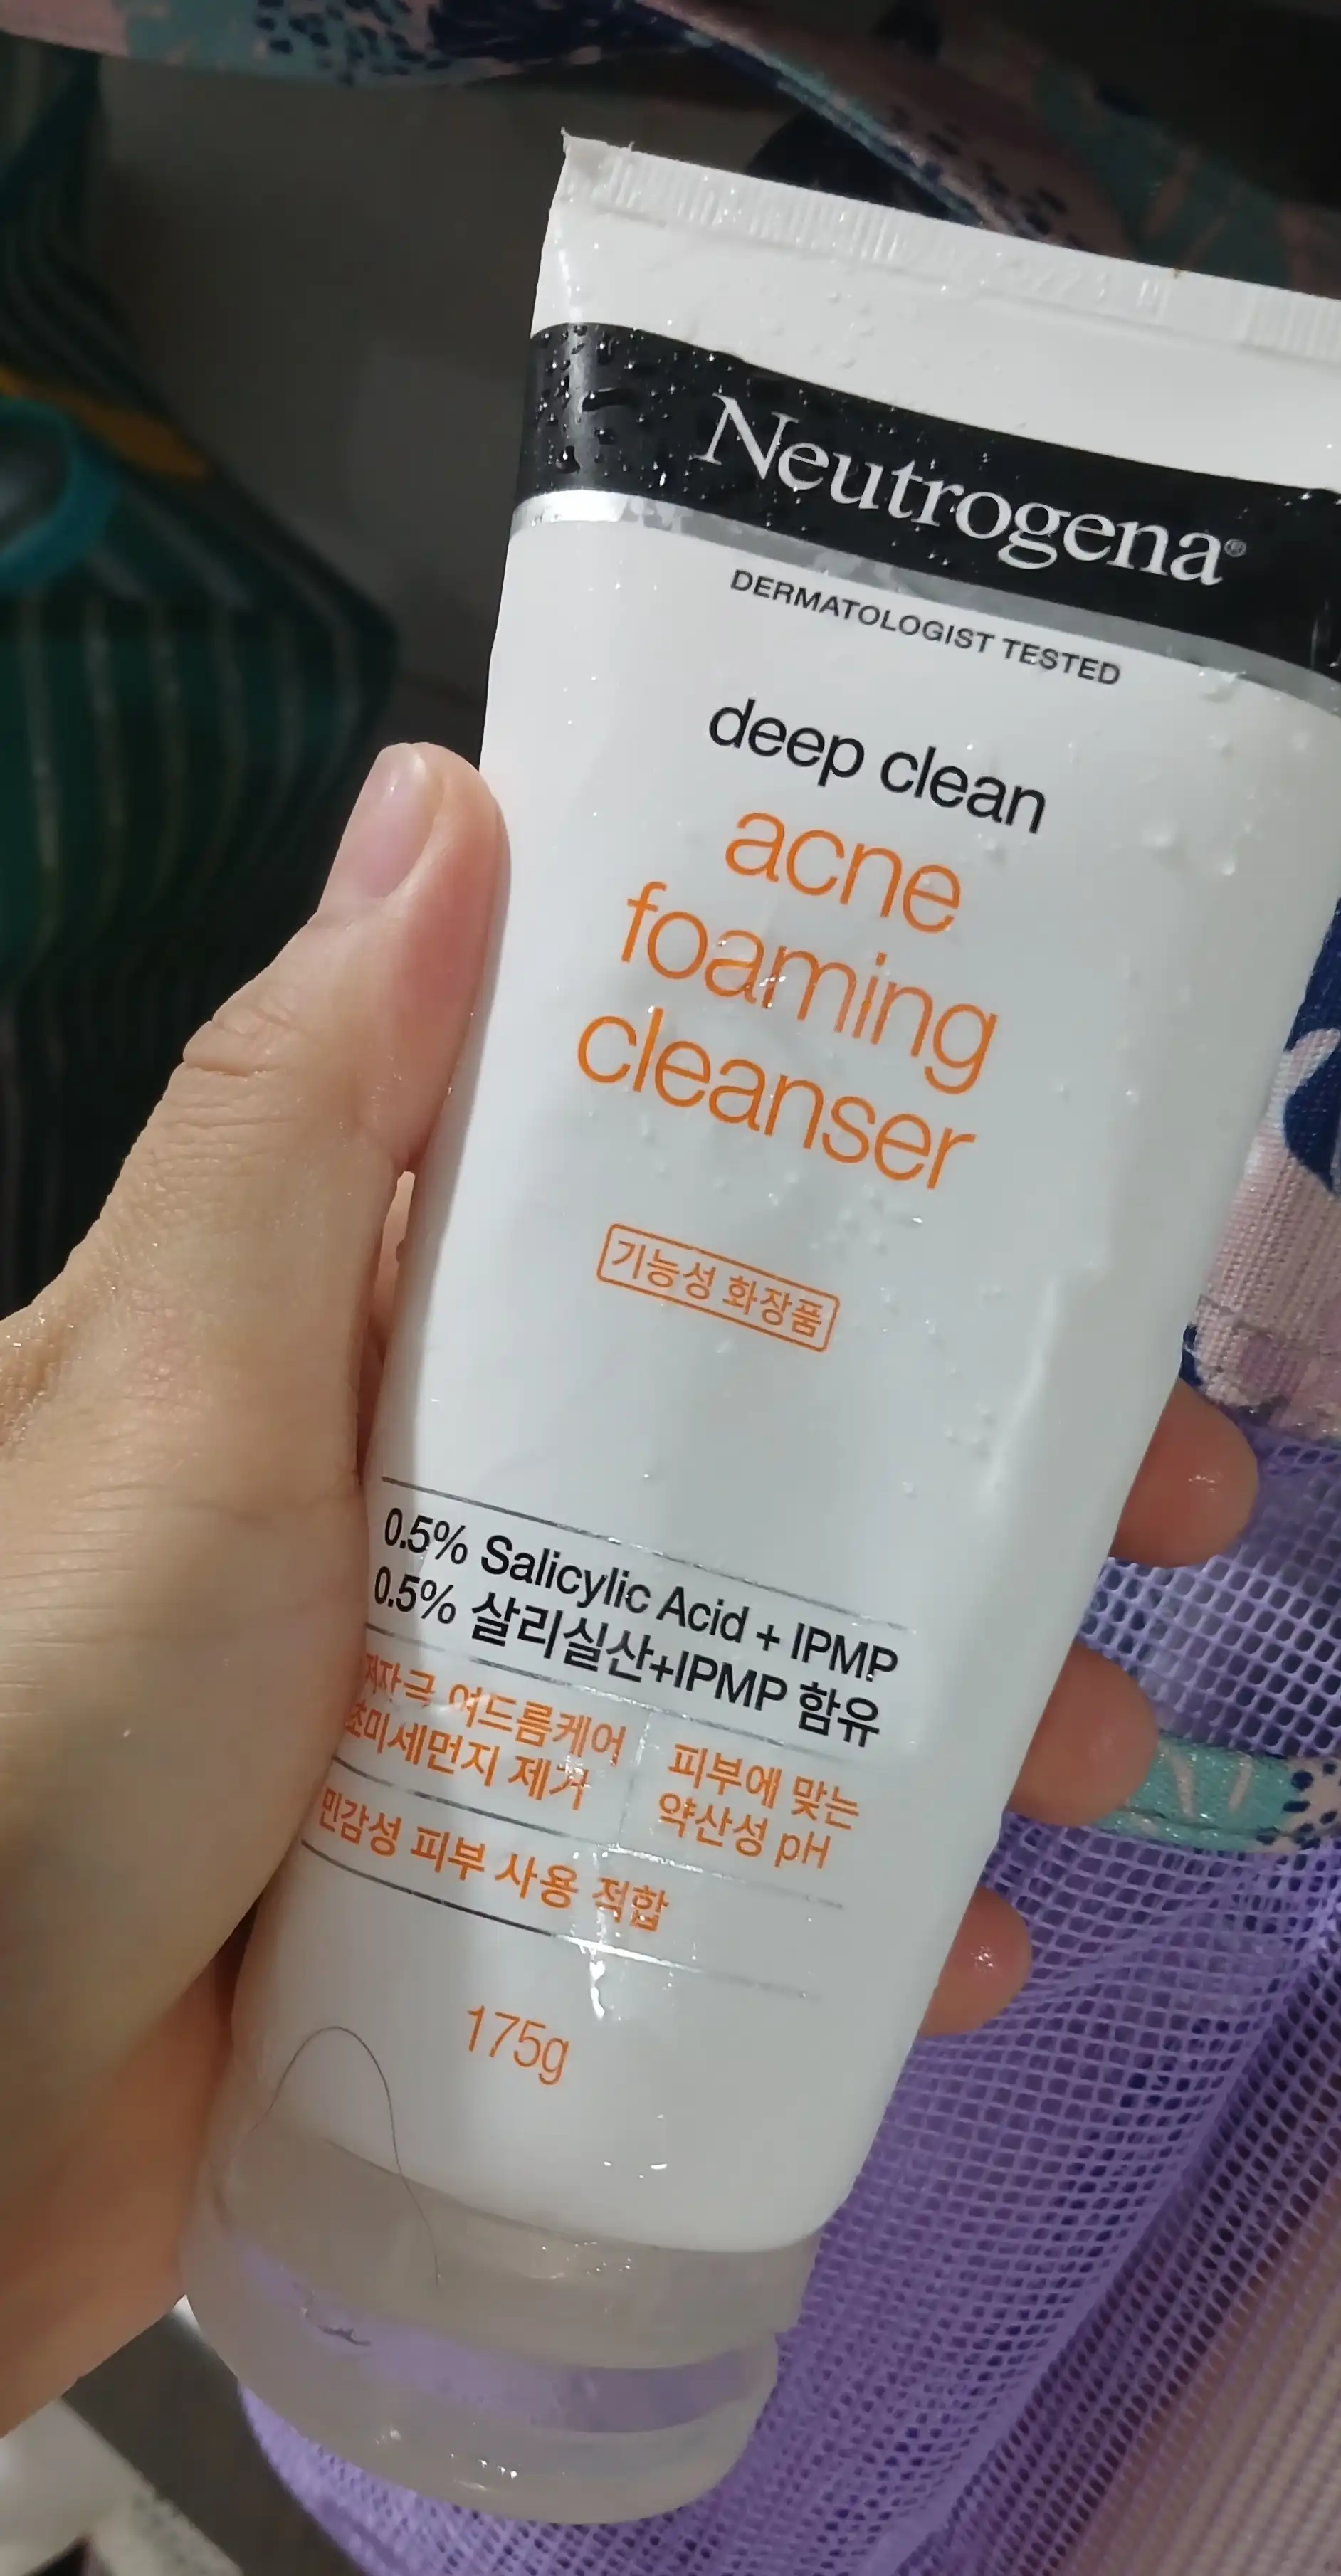 Neutrogena®
DERMATOLOGIST TESTED
deep clean
acne
foaming
cleanser
기능성 화장품
0.5% Salicylic Acid + IPMP
0.5% 살리실산+IPMP 함유
저자극 여드름케어
초미세먼지 제거
피부에 맞는
약산성 pH
민감성 피부 사용 적합
175g